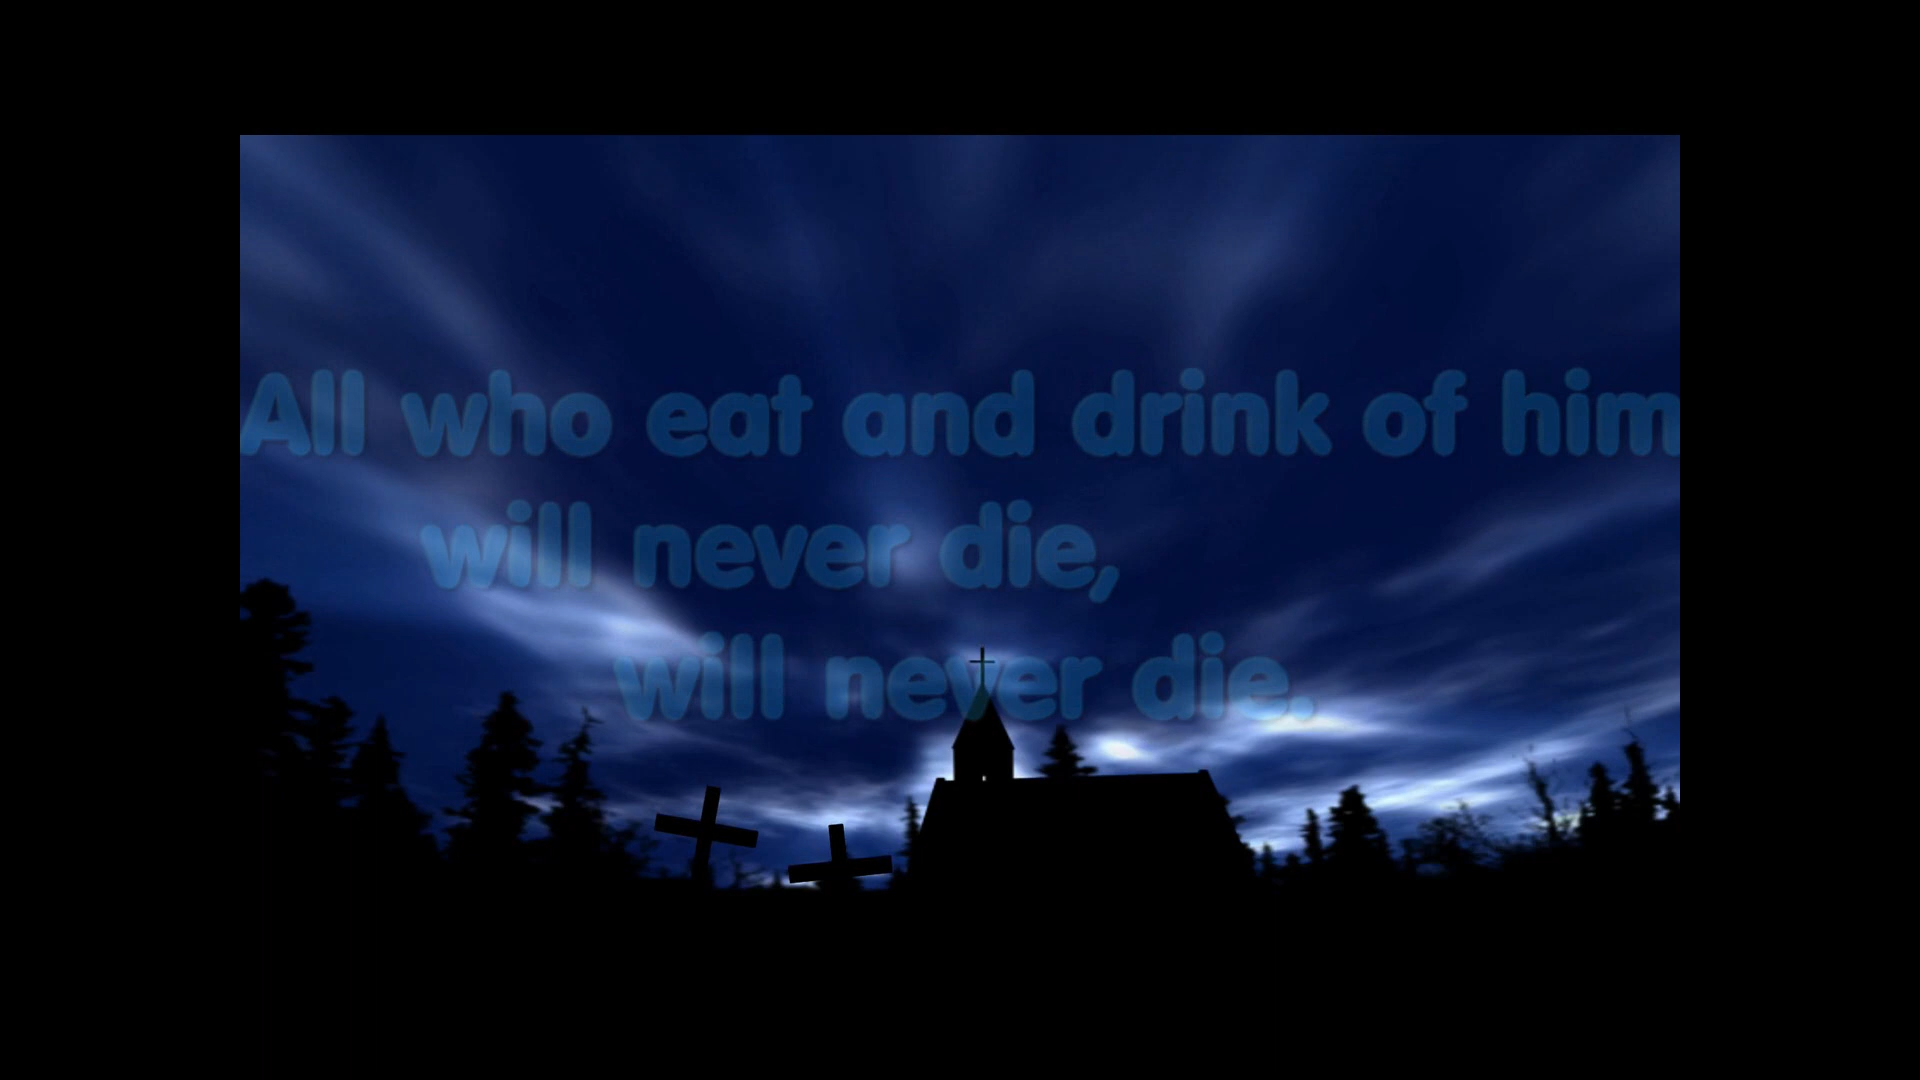 All who eat and drink of him
will never die,
will never die.